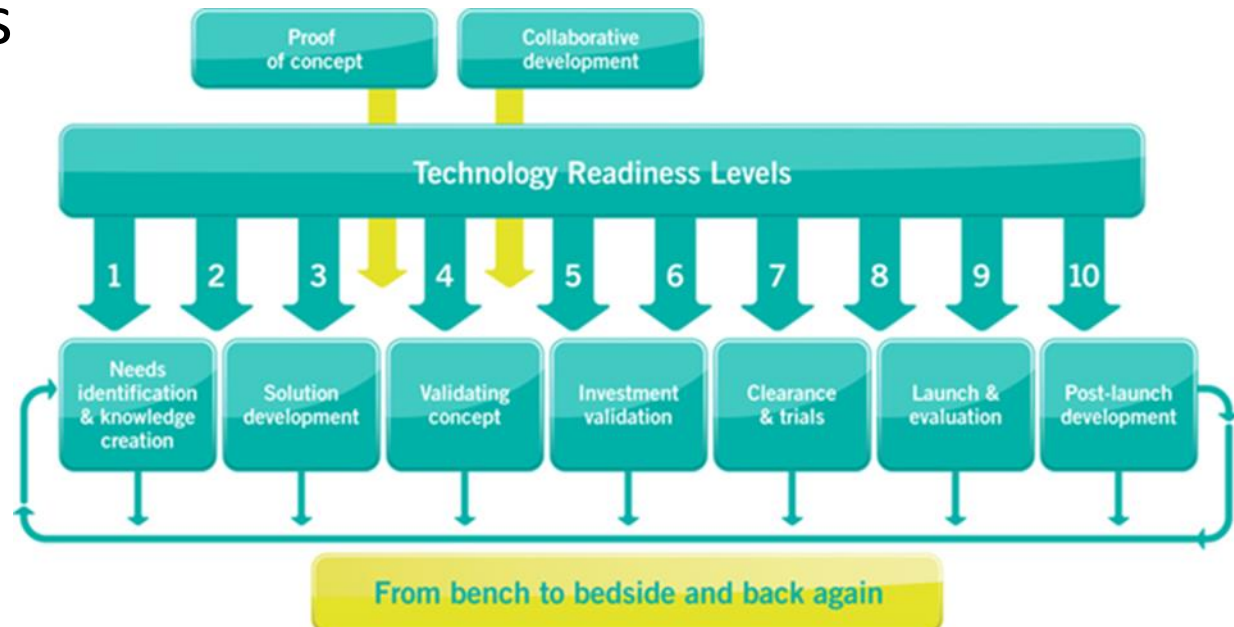 s
Proof
of concept
Collaborative
development
Technology Readiness Levels
1 2 3 4 5 6 7 8 9 10
Needs
identification
& knowledge
creation
Solution
development
Validating
concept
Investment
validation
Clearance
& trials
Launch &
evaluation
Post-launch
development
From bench to bedside and back again